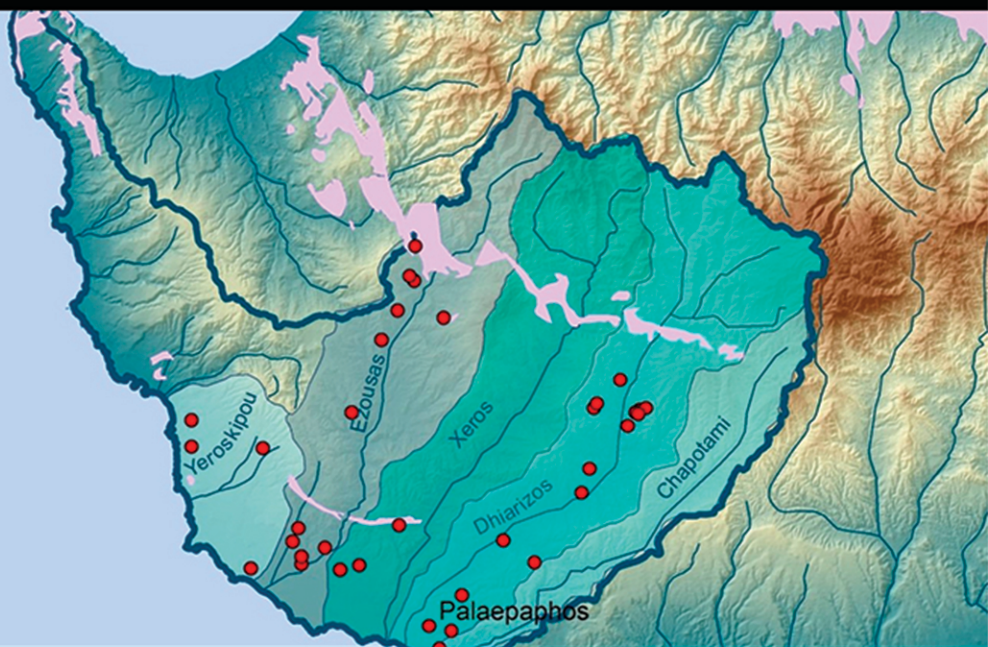 Ezousas
Yeroskipou
Xeros
Chapotami
Dhiarizos
Palaepaphos